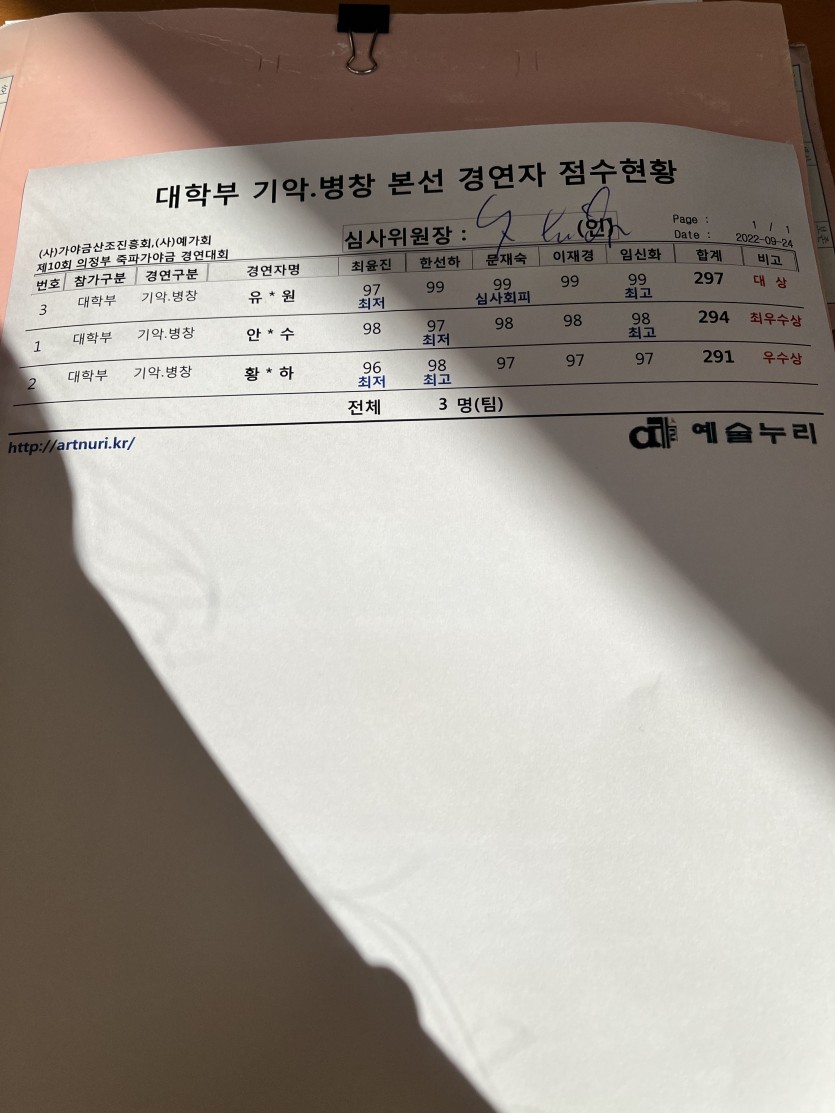 대학부 기악.병창 본선 경연자 점수현황
(사)가야금산조진흥회,(사)예가회
제10회 의정부 죽파가야금 경연대회
심사위원장 : (인)
Page : 1 / 1
Date : 2022-09-24
번호 참가구분 경연구분 경연자명 최윤진 한선하 문재숙 이재경 임신화 합계 비고
3 대학부 기악.병창 유 * 원 97 99 99 99 99 297 대 상
최저 심사회피 최고
1 대학부 기악.병창 안 * 수 98 97 98 98 98 294 최우수상
최저 최고
2 대학부 기악.병창 황 * 하 96 98 97 97 97 291 우수상
최저 최고
전체 3 명(팀)
http://artnuri.kr/
예술누리